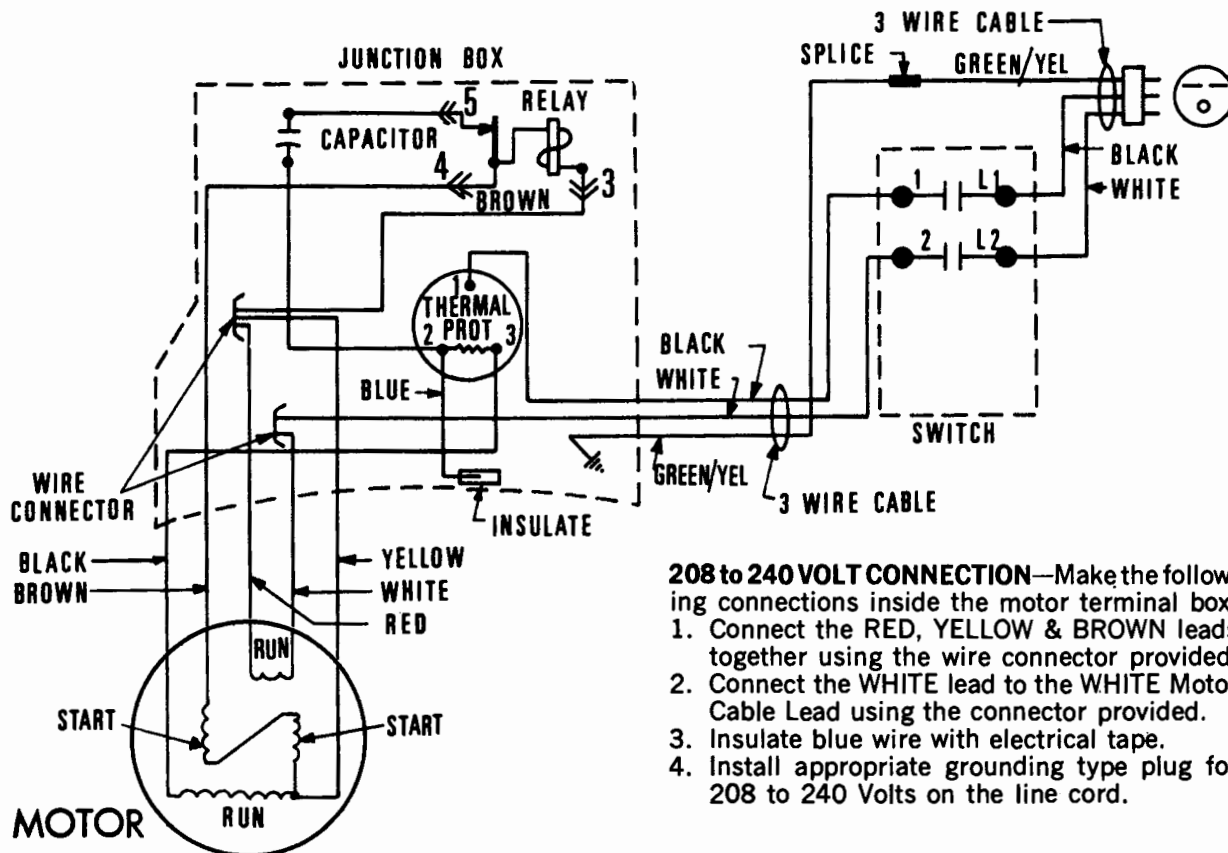 3 WIRE CABLE
JUNCTION BOX
SPLICE
GREEN/YEL
5
RELAY
CAPACITOR
4
BROWN
3
BLACK
WHITE
1
L1
2
L2
1
THERMAL
PROT
2
3
BLUE
BLACK
WHITE
SWITCH
GREEN/YEL
3 WIRE CABLE
WIRE
CONNECTOR
INSULATE
BLACK
BROWN
YELLOW
WHITE
RED
RUN
START
START
RUN
MOTOR
208 to 240 VOLT CONNECTION—Make the follow
ing connections inside the motor terminal box
1. Connect the RED, YELLOW & BROWN lead
together using the wire connector provided
2. Connect the WHITE lead to the WHITE Moto
Cable Lead using the connector provided.
3. Insulate blue wire with electrical tape.
4. Install appropriate grounding type plug fo
208 to 240 Volts on the line cord.